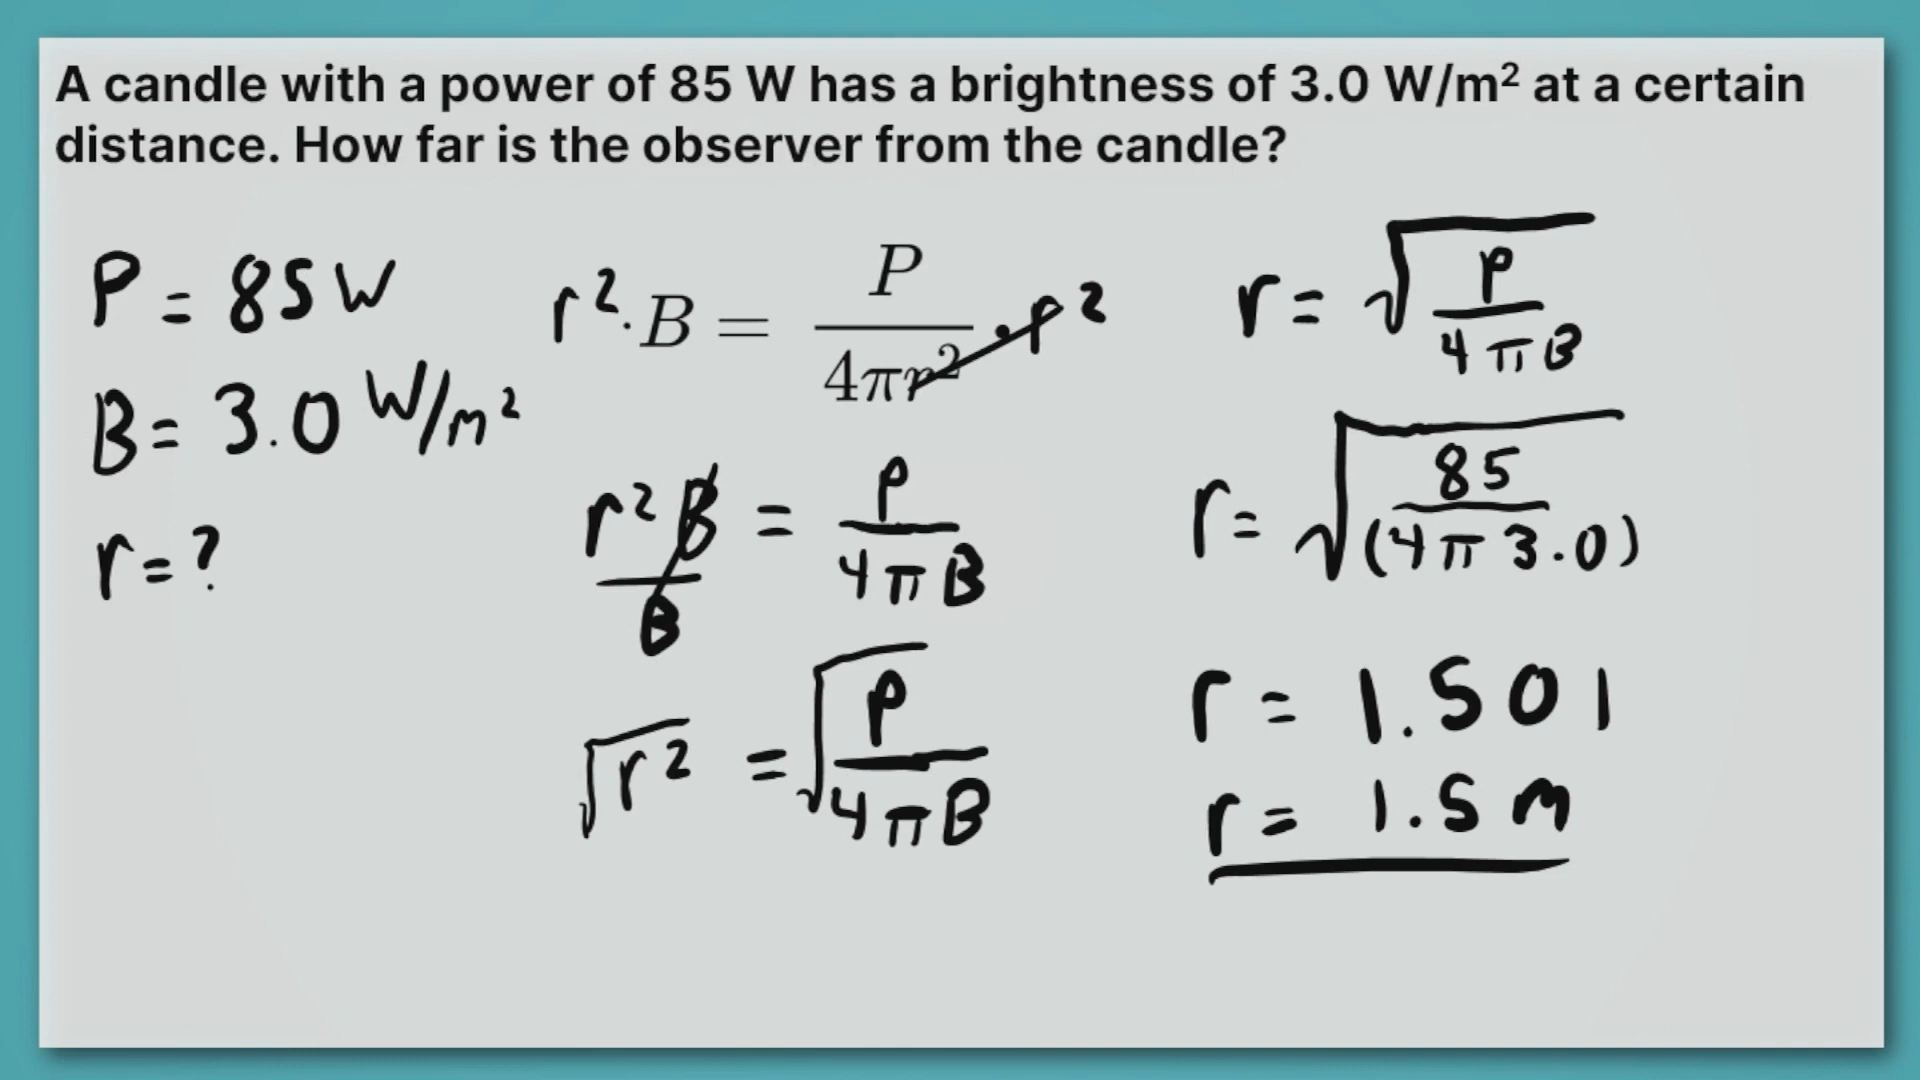 A candle with a power of 85 W has a brightness of 3.0 W/m² at a certain
distance. How far is the observer from the candle?
P = 85 W
B = 3.0 W/m²
r = ?
r² · B = P / 4πr² · r²
r²B / B = P / 4πB
√r² = √(P / 4πB)
r = √(P / 4πB)
r = √(85 / (4π 3.0))
r = 1.501
r = 1.5 m